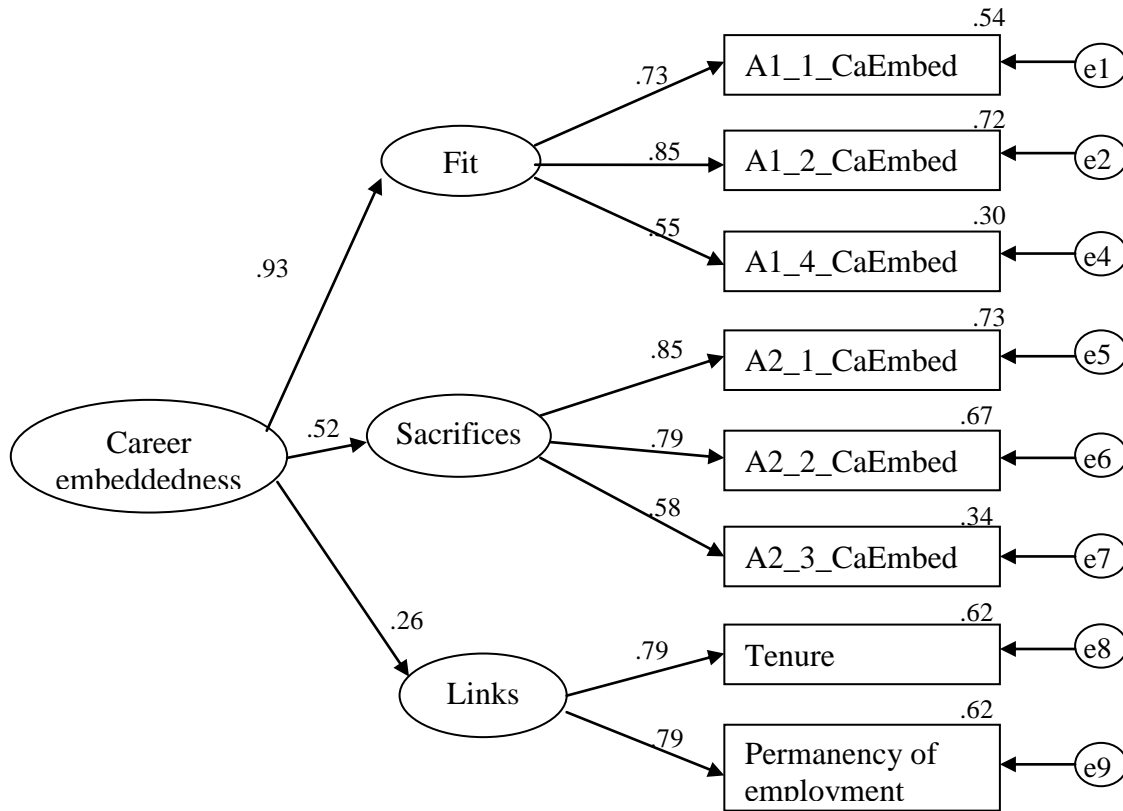 .54
A1_1_CaEmbed
e1
.73
.72
Fit
.85
A1_2_CaEmbed
e2
.30
.55
A1_4_CaEmbed
e4
.93
.73
.85
A2_1_CaEmbed
e5
Career
embeddedness
.52
Sacrifices
.67
.79
A2_2_CaEmbed
e6
.58
.34
A2_3_CaEmbed
e7
.26
.62
Links
.79
Tenure
e8
.62
.79
Permanency of
employment
e9